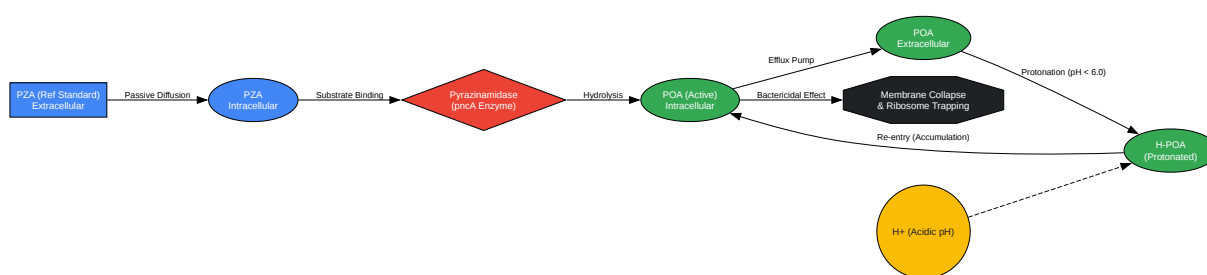 PZA (Ref Standard)
Extracellular
Passive Diffusion
PZA
Intracellular
Substrate Binding
Pyrazinamidase
(pncA Enzyme)
Hydrolysis
POA (Active)
Intracellular
Efflux Pump
POA
Extracellular
Bactericidal Effect
Membrane Collapse
& Ribosome Trapping
Protonation (pH < 6.0)
Re-entry (Accumulation)
H-POA
(Protonated)
H+ (Acidic pH)